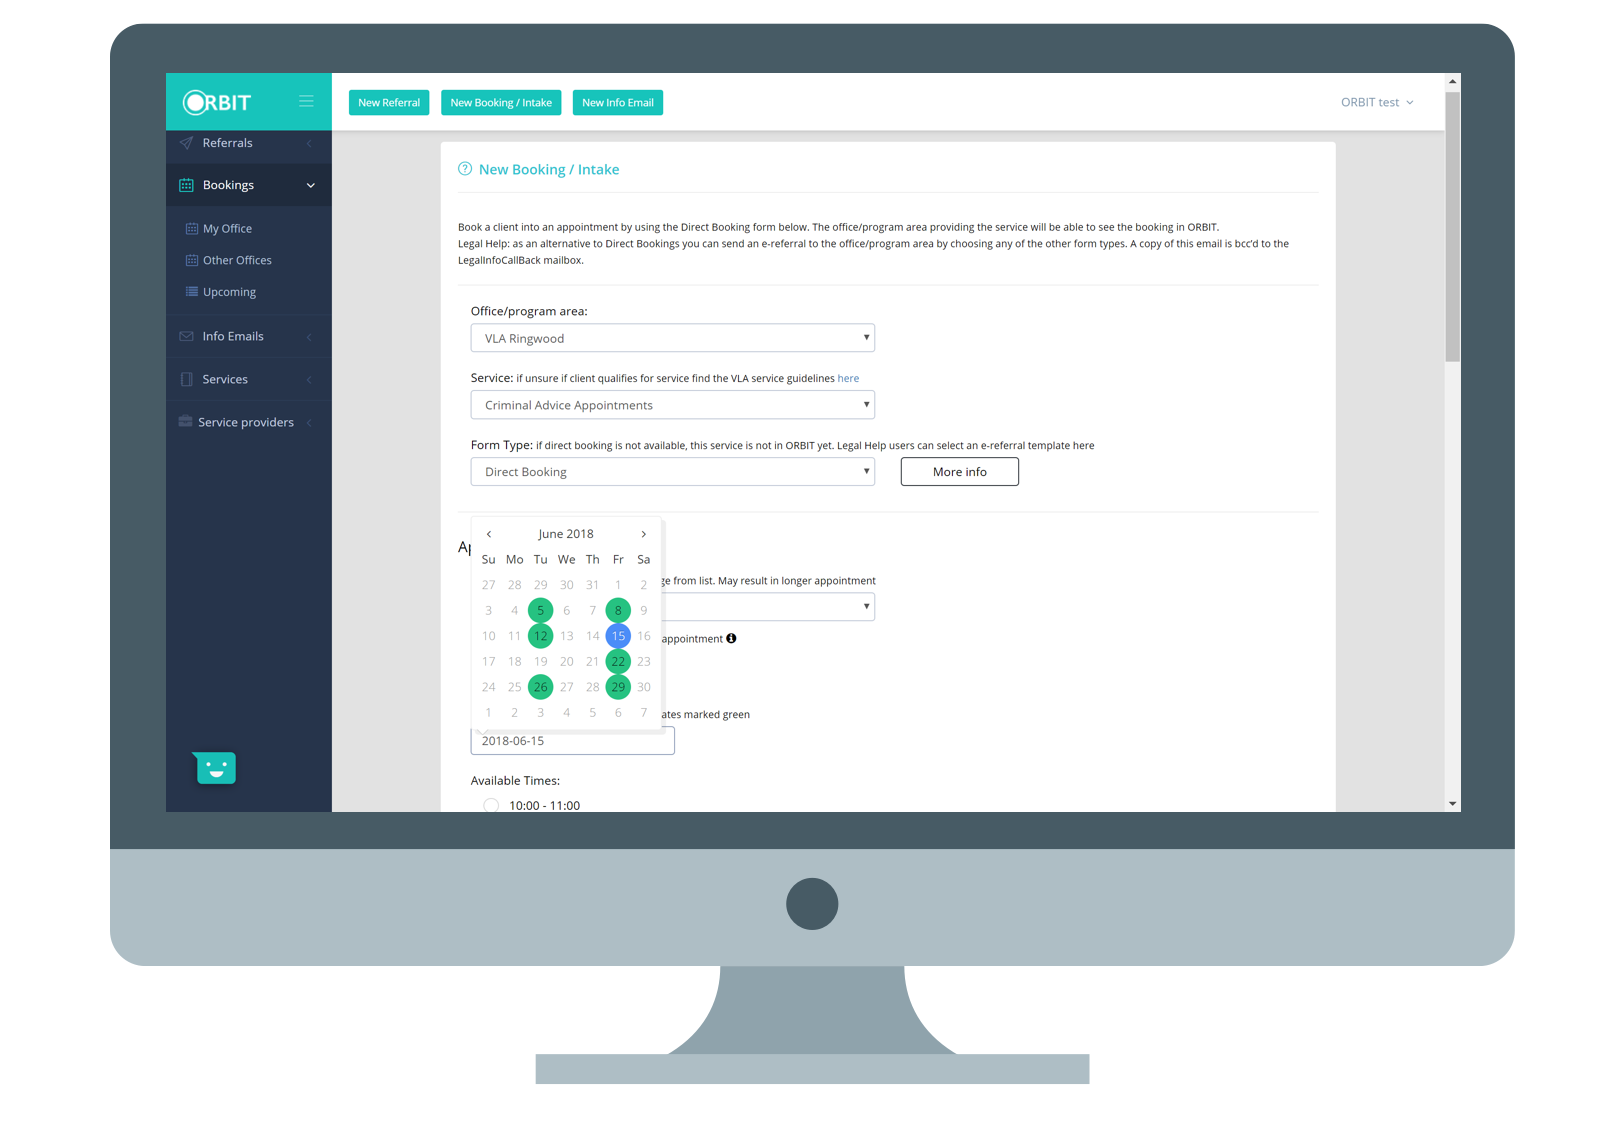 ORBIT
New Referral
New Booking / Intake
New Info Email
ORBIT test
Referrals
Bookings
My Office
Other Offices
Upcoming
Info Emails
Services
Service providers
New Booking / Intake
Book a client into an appointment by using the Direct Booking form below. The office/program area providing the service will be able to see the booking in ORBIT.
Legal Help: as an alternative to Direct Bookings you can send an e-referral to the office/program area by choosing any of the other form types. A copy of this email is bcc'd to the
LegalInfoCallBack mailbox.
Office/program area:
VLA Ringwood
Service: if unsure if client qualifies for service find the VLA service guidelines here
Criminal Advice Appointments
Form Type: if direct booking is not available, this service is not in ORBIT yet. Legal Help users can select an e-referral template here
Direct Booking
More info
June 2018
Su Mo Tu We Th Fr Sa
27 28 29 30 31 1 2
3 4 5 6 7 8 9
10 11 12 13 14 15 16
17 18 19 20 21 22 23
24 25 26 27 28 29 30
1 2 3 4 5 6 7
from list. May result in longer appointment
appointment
marked green
2018-06-15
Available Times:
10:00 - 11:00